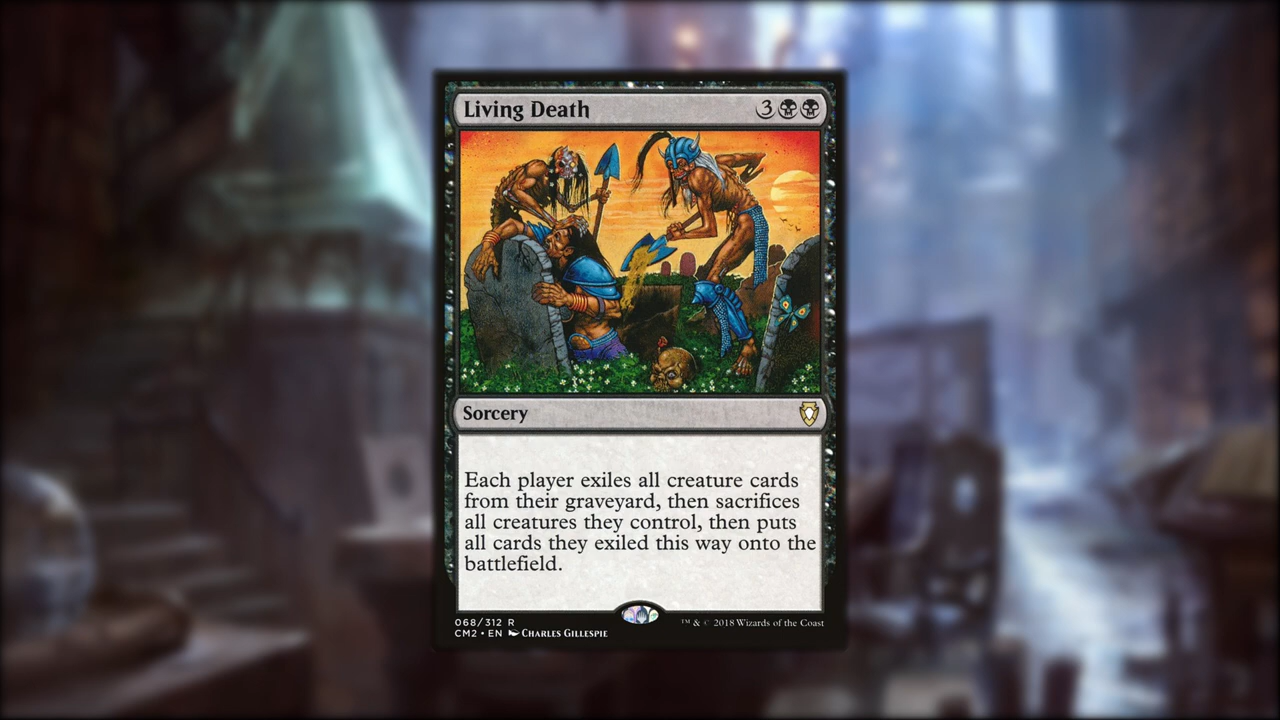 Living Death 3
Sorcery
Each player exiles all creature cards
from their graveyard, then sacrifices
all creatures they control, then puts
all cards they exiled this way onto the
battlefield.
068/312 R
CM2 • EN Charles Gillespie
™ & © 2018 Wizards of the Coast